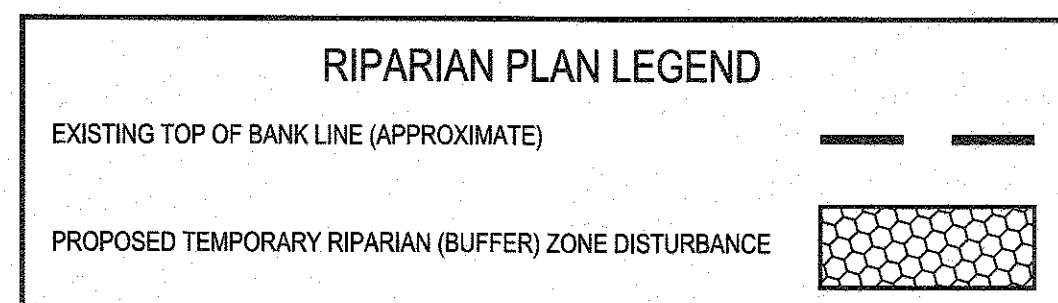 RIPARIAN PLAN LEGEND
EXISTING TOP OF BANK LINE (APPROXIMATE)
PROPOSED TEMPORARY RIPARIAN (BUFFER) ZONE DISTURBANCE